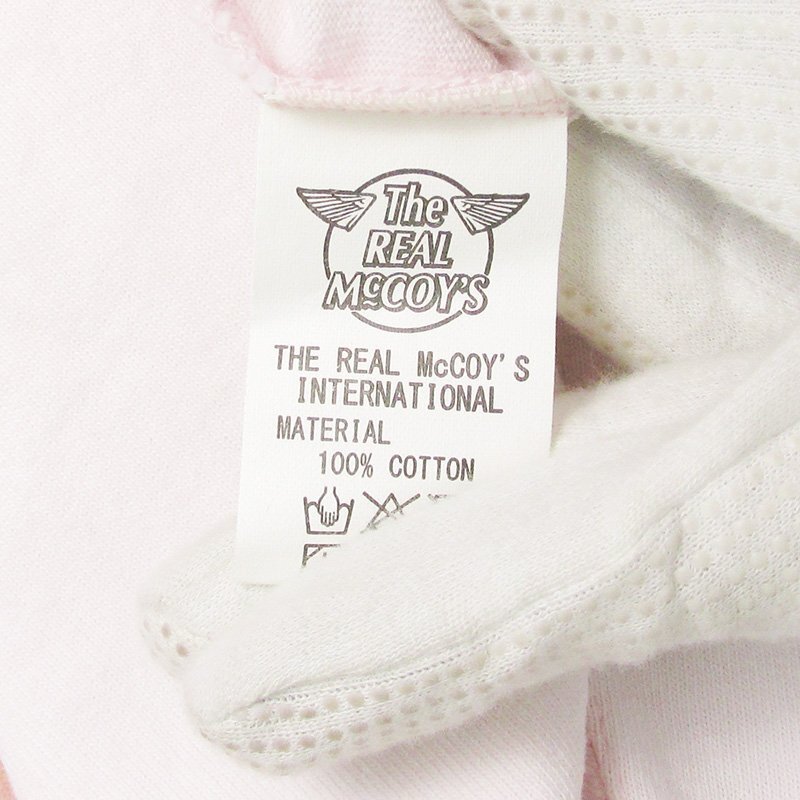 The
REAL
McCOY'S
THE REAL McCOY'S
INTERNATIONAL
MATERIAL
100% COTTON